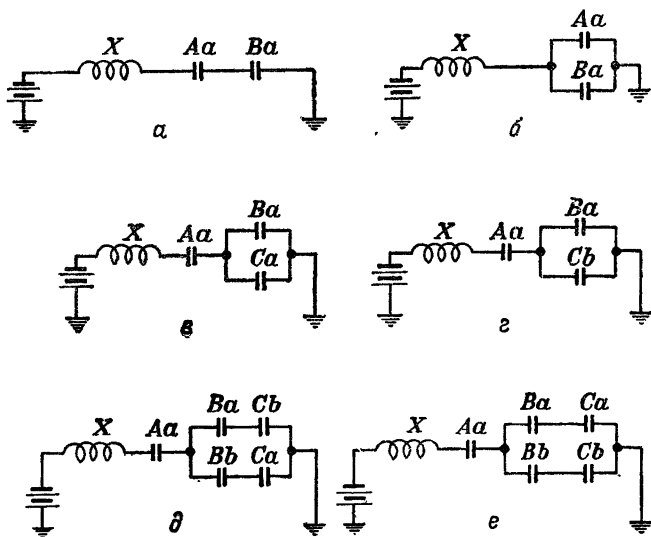 X Aa Ba
а
X Aa Ba
б
X Aa Ba Ca
в
X Aa Ba Cb
г
X Aa Ba Cb Bb Ca
д
X Aa Ba Ca Bb Cb
е